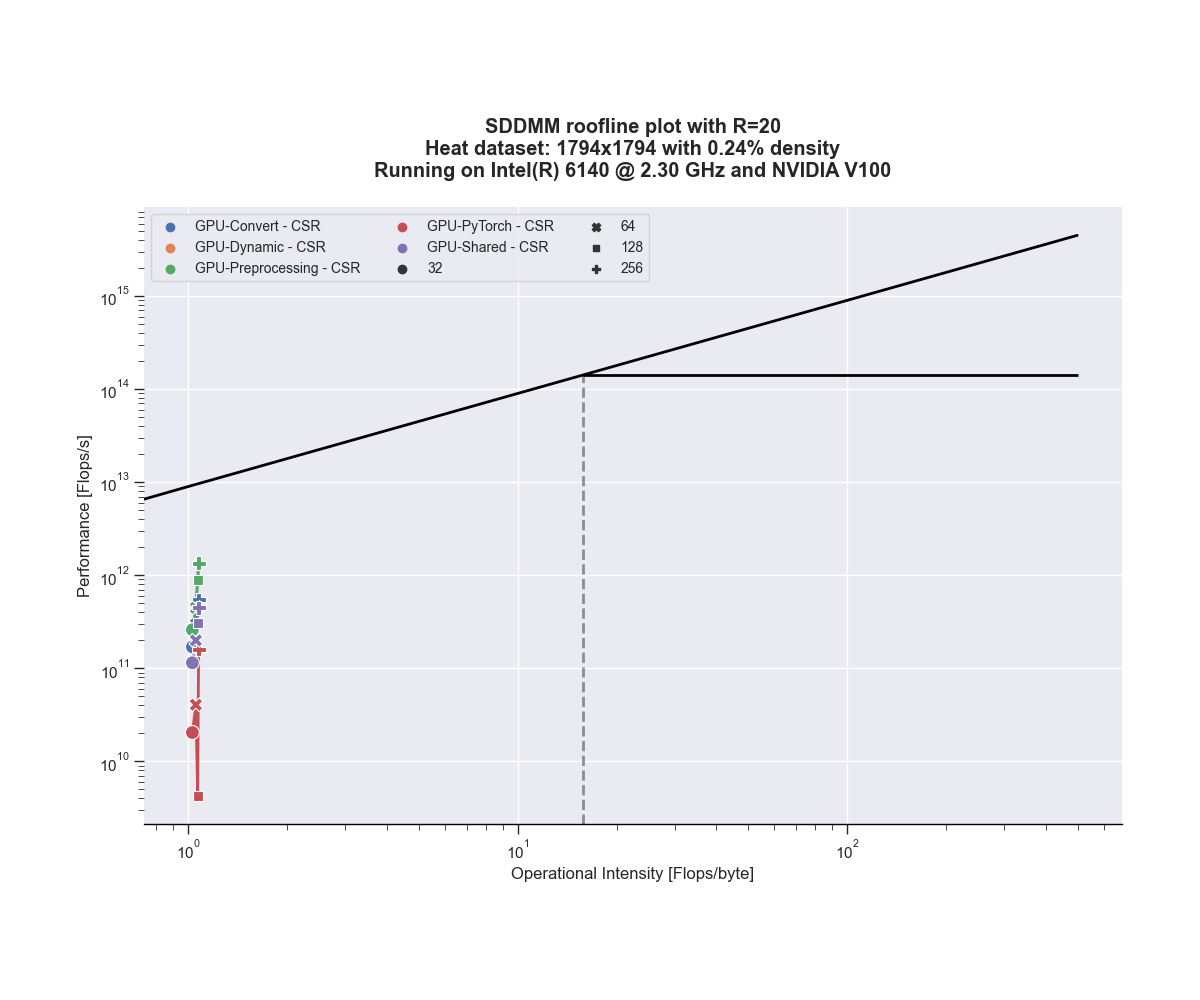 SDDMM roofline plot with R=20
Heat dataset: 1794x1794 with 0.24% density
Running on Intel(R) 6140 @ 2.30 GHz and NVIDIA V100
GPU-Convert - CSR
GPU-Dynamic - CSR
GPU-Preprocessing - CSR
GPU-PyTorch - CSR
GPU-Shared - CSR
32
64
128
256
Performance [Flops/s]
10^15
10^14
10^13
10^12
10^11
10^10
10^0
10^1
10^2
Operational Intensity [Flops/byte]